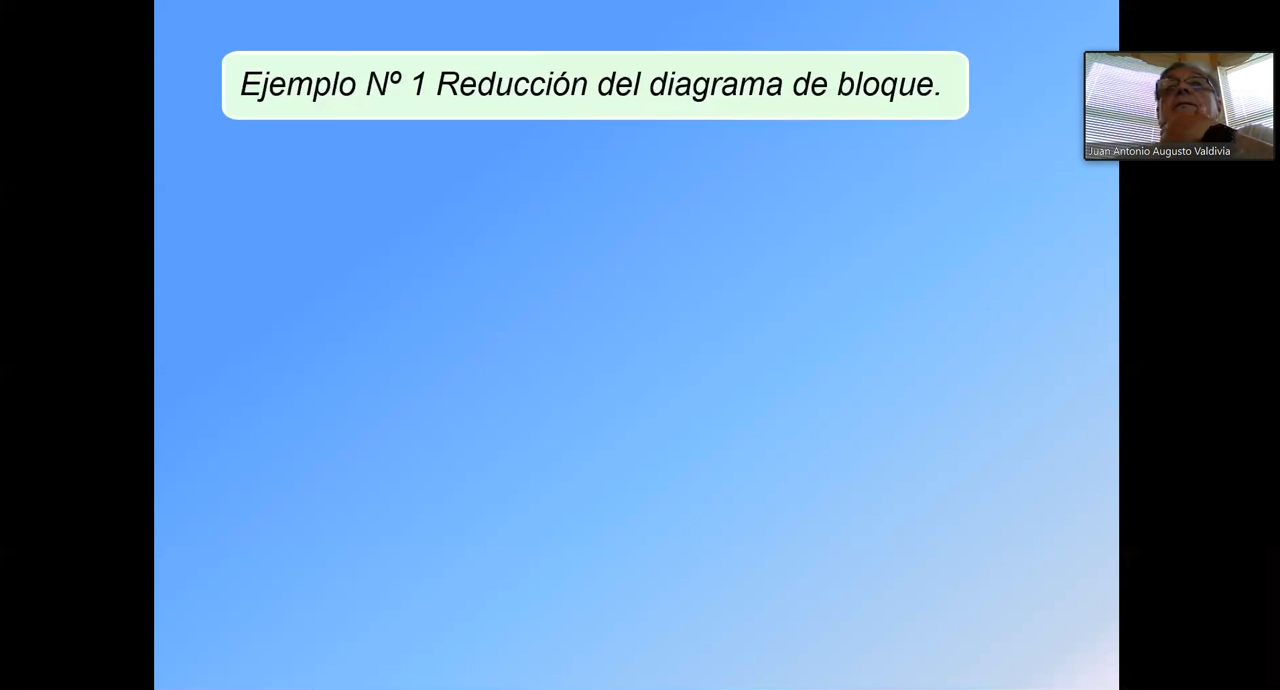 Ejemplo Nº 1 Reducción del diagrama de bloque.
Juan Antonio Augusto Valdivia